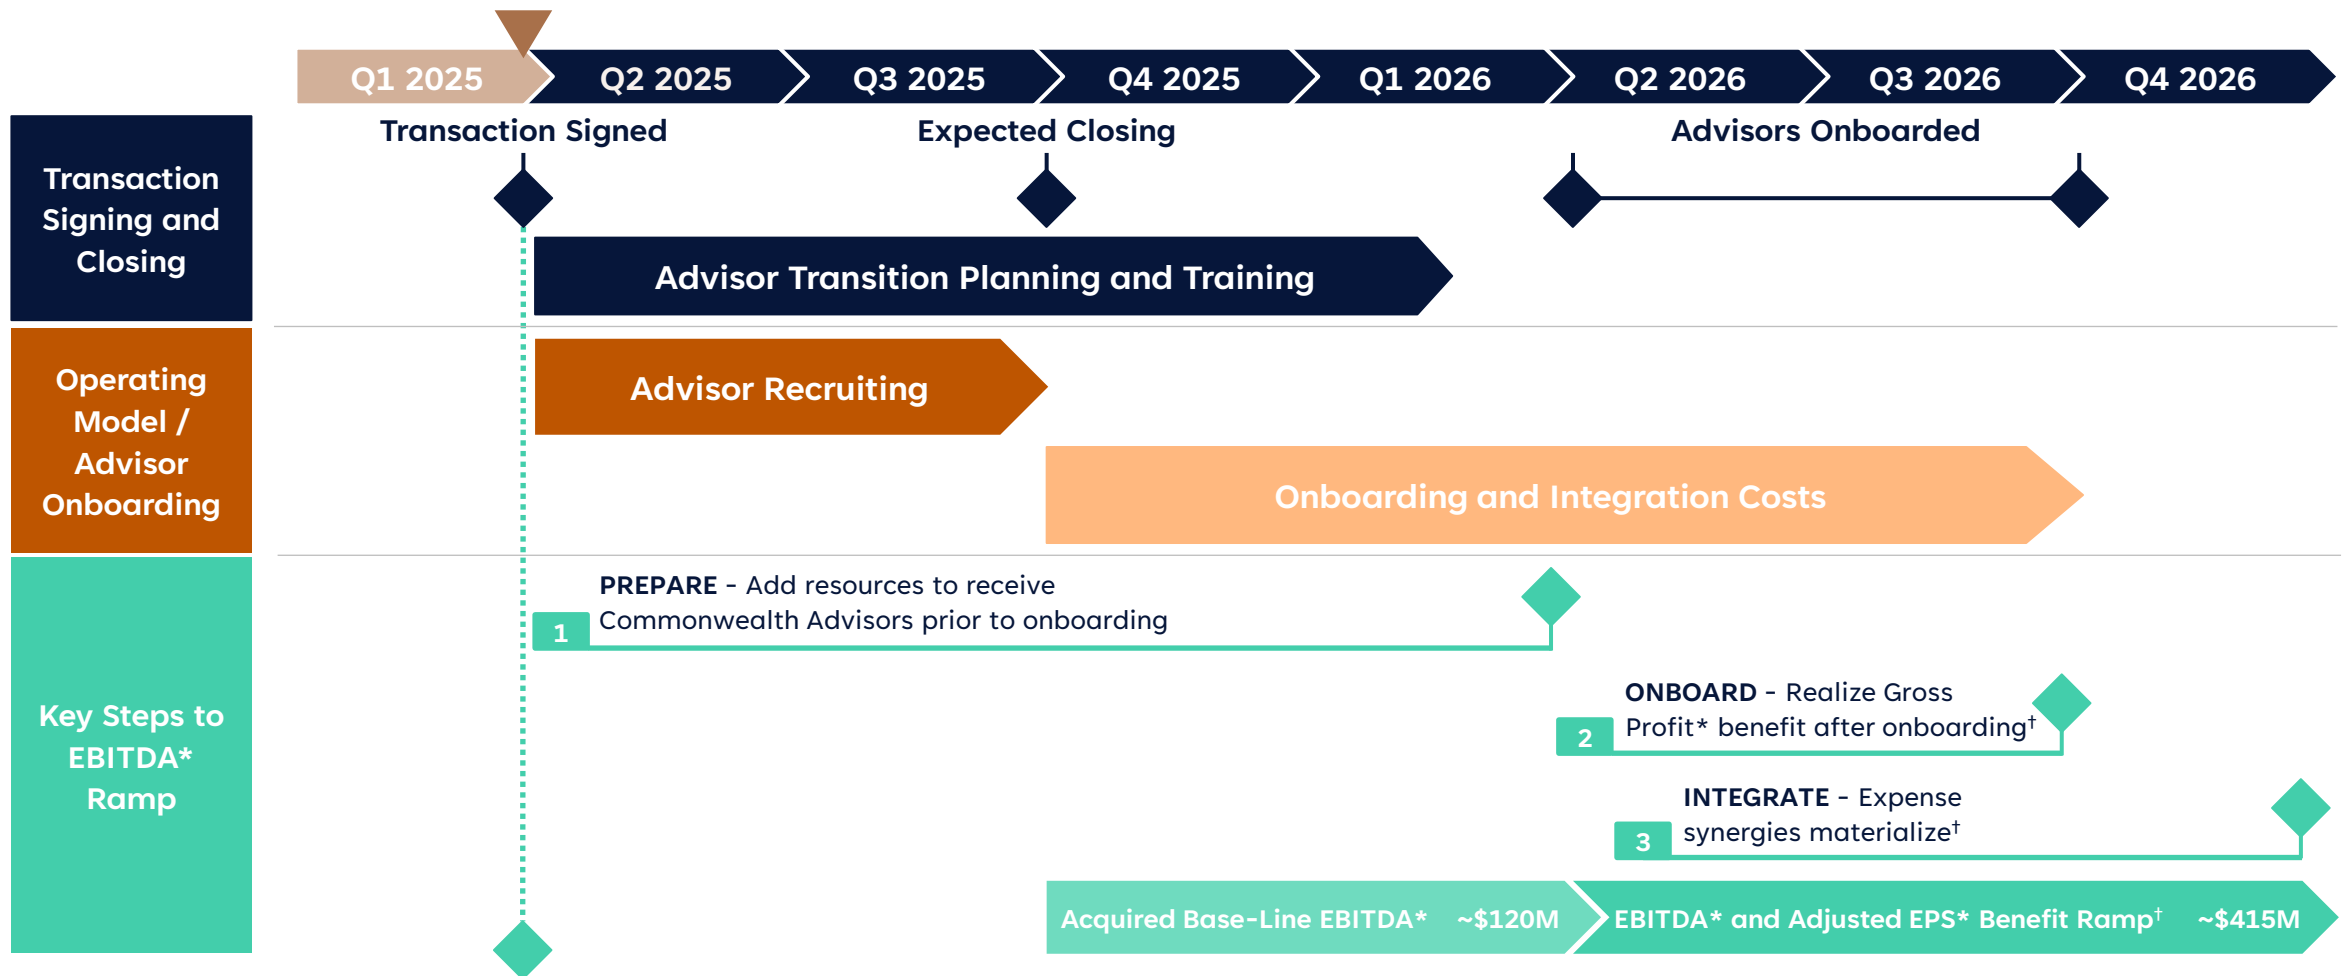 Q1 2025
Q2 2025
Q3 2025
Q4 2025
Q1 2026
Q2 2026
Q3 2026
Q4 2026
Transaction
Signing and
Closing
Transaction Signed
Expected Closing
Advisors Onboarded
Advisor Transition Planning and Training
Operating
Model /
Advisor
Onboarding
Advisor Recruiting
Onboarding and Integration Costs
Key Steps to
EBITDA*
Ramp
1
PREPARE - Add resources to receive
Commonwealth Advisors prior to onboarding
2
ONBOARD - Realize Gross
Profit* benefit after onboarding†
3
INTEGRATE - Expense
synergies materialize†
Acquired Base-Line EBITDA* ~$120M
EBITDA* and Adjusted EPS* Benefit Ramp† ~$415M